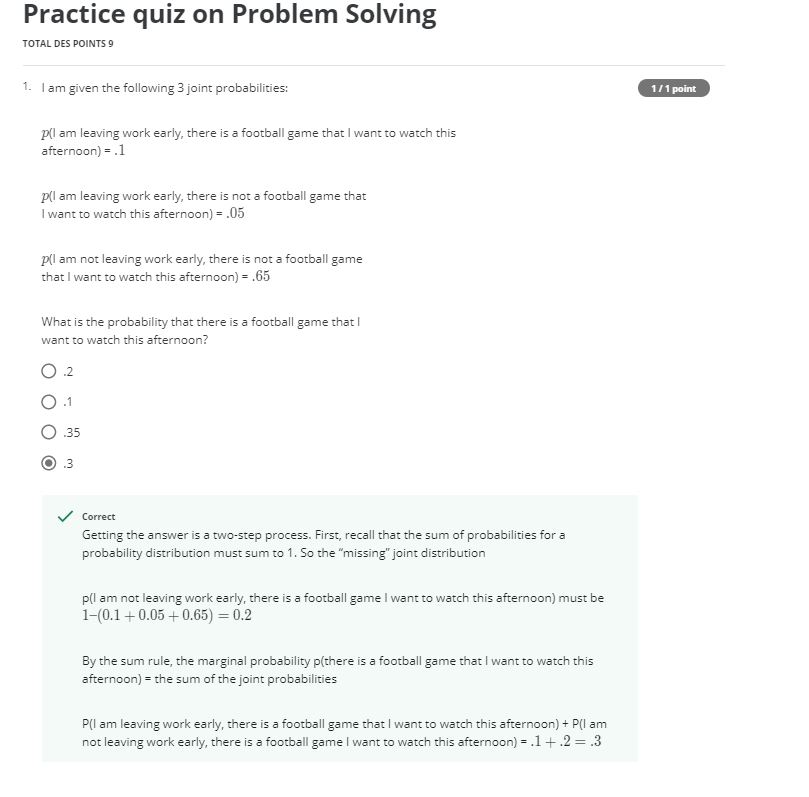 Practice quiz on Problem Solving
TOTAL DES POINTS 9
1. I am given the following 3 joint probabilities:
1 / 1 point
p(I am leaving work early, there is a football game that I want to watch this
afternoon) = .1
p(I am leaving work early, there is not a football game that
I want to watch this afternoon) = .05
p(I am not leaving work early, there is not a football game
that I want to watch this afternoon) = .65
What is the probability that there is a football game that I
want to watch this afternoon?
.2
.1
.35
.3
Correct
Getting the answer is a two-step process. First, recall that the sum of probabilities for a
probability distribution must sum to 1. So the “missing” joint distribution
p(I am not leaving work early, there is a football game I want to watch this afternoon) must be
1–(0.1 + 0.05 + 0.65) = 0.2
By the sum rule, the marginal probability p(there is a football game that I want to watch this
afternoon) = the sum of the joint probabilities
P(I am leaving work early, there is a football game that I want to watch this afternoon) + P(I am
not leaving work early, there is a football game I want to watch this afternoon) = .1 + .2 = .3